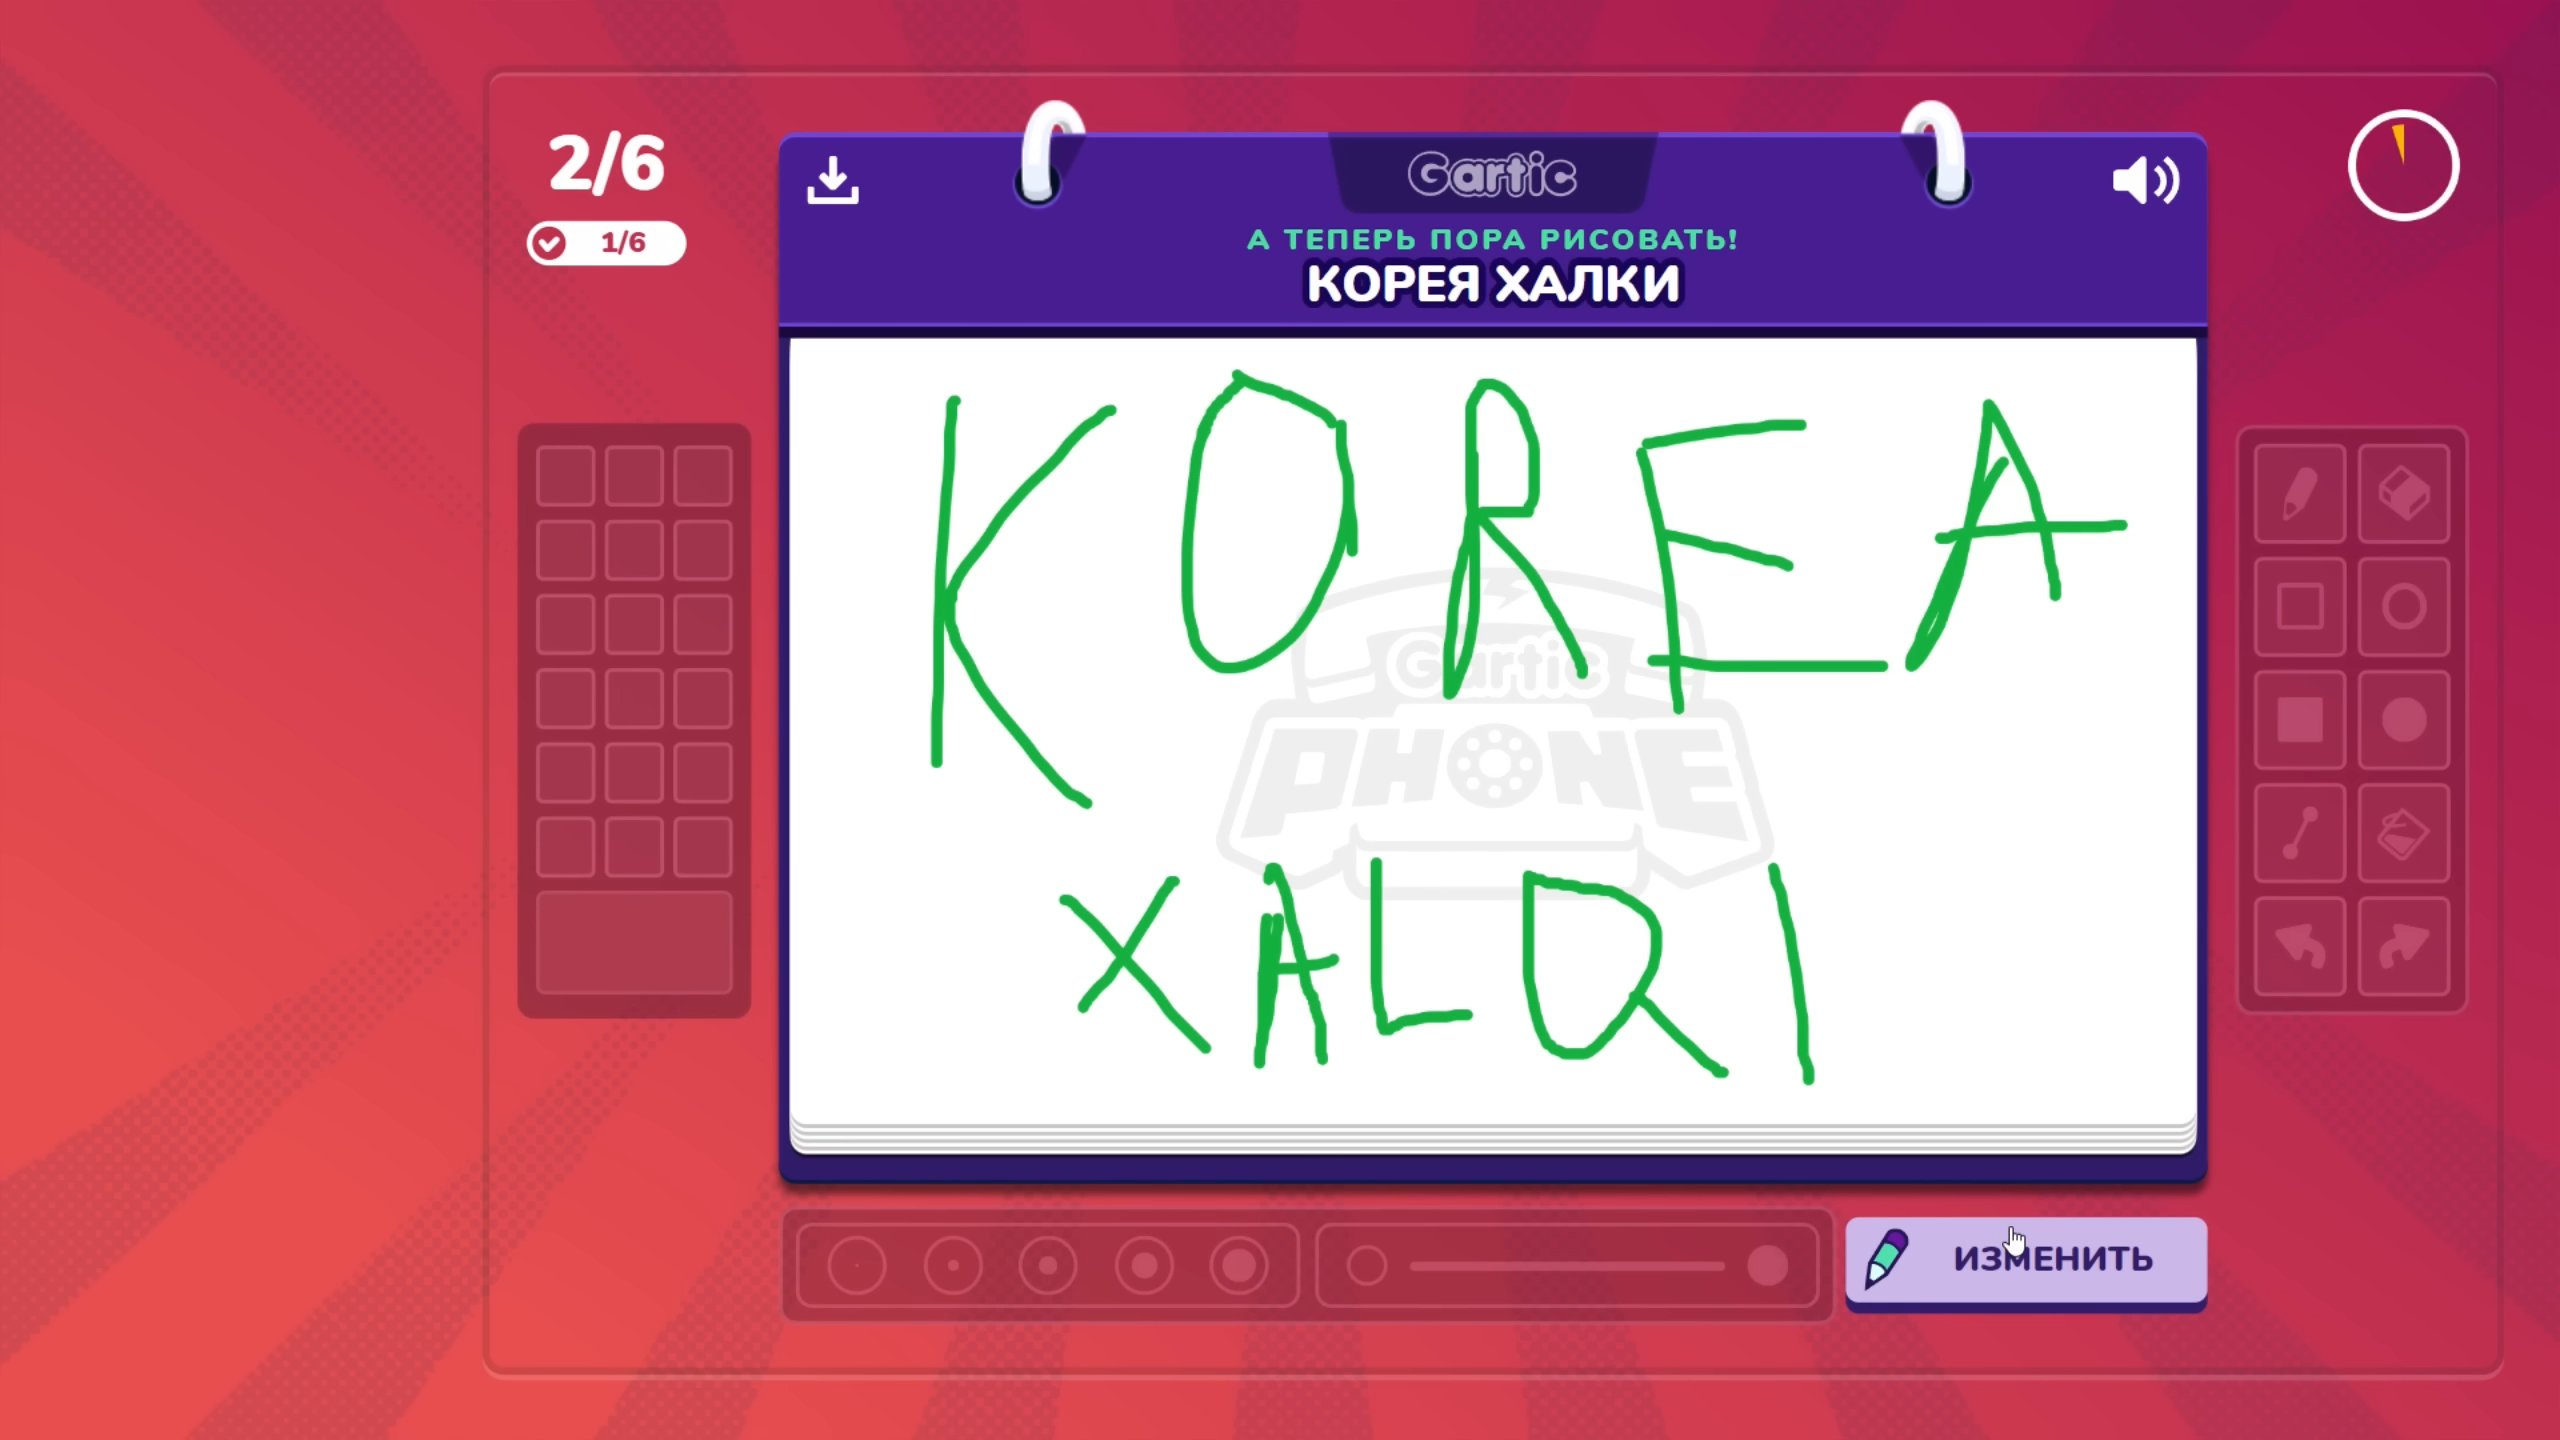 2/6
1/6
Gartic
А ТЕПЕРЬ ПОРА РИСОВАТЬ!
КОРЕЯ ХАЛКИ
KOREA
Gartic
PHONE
XALQI
ИЗМЕНИТЬ